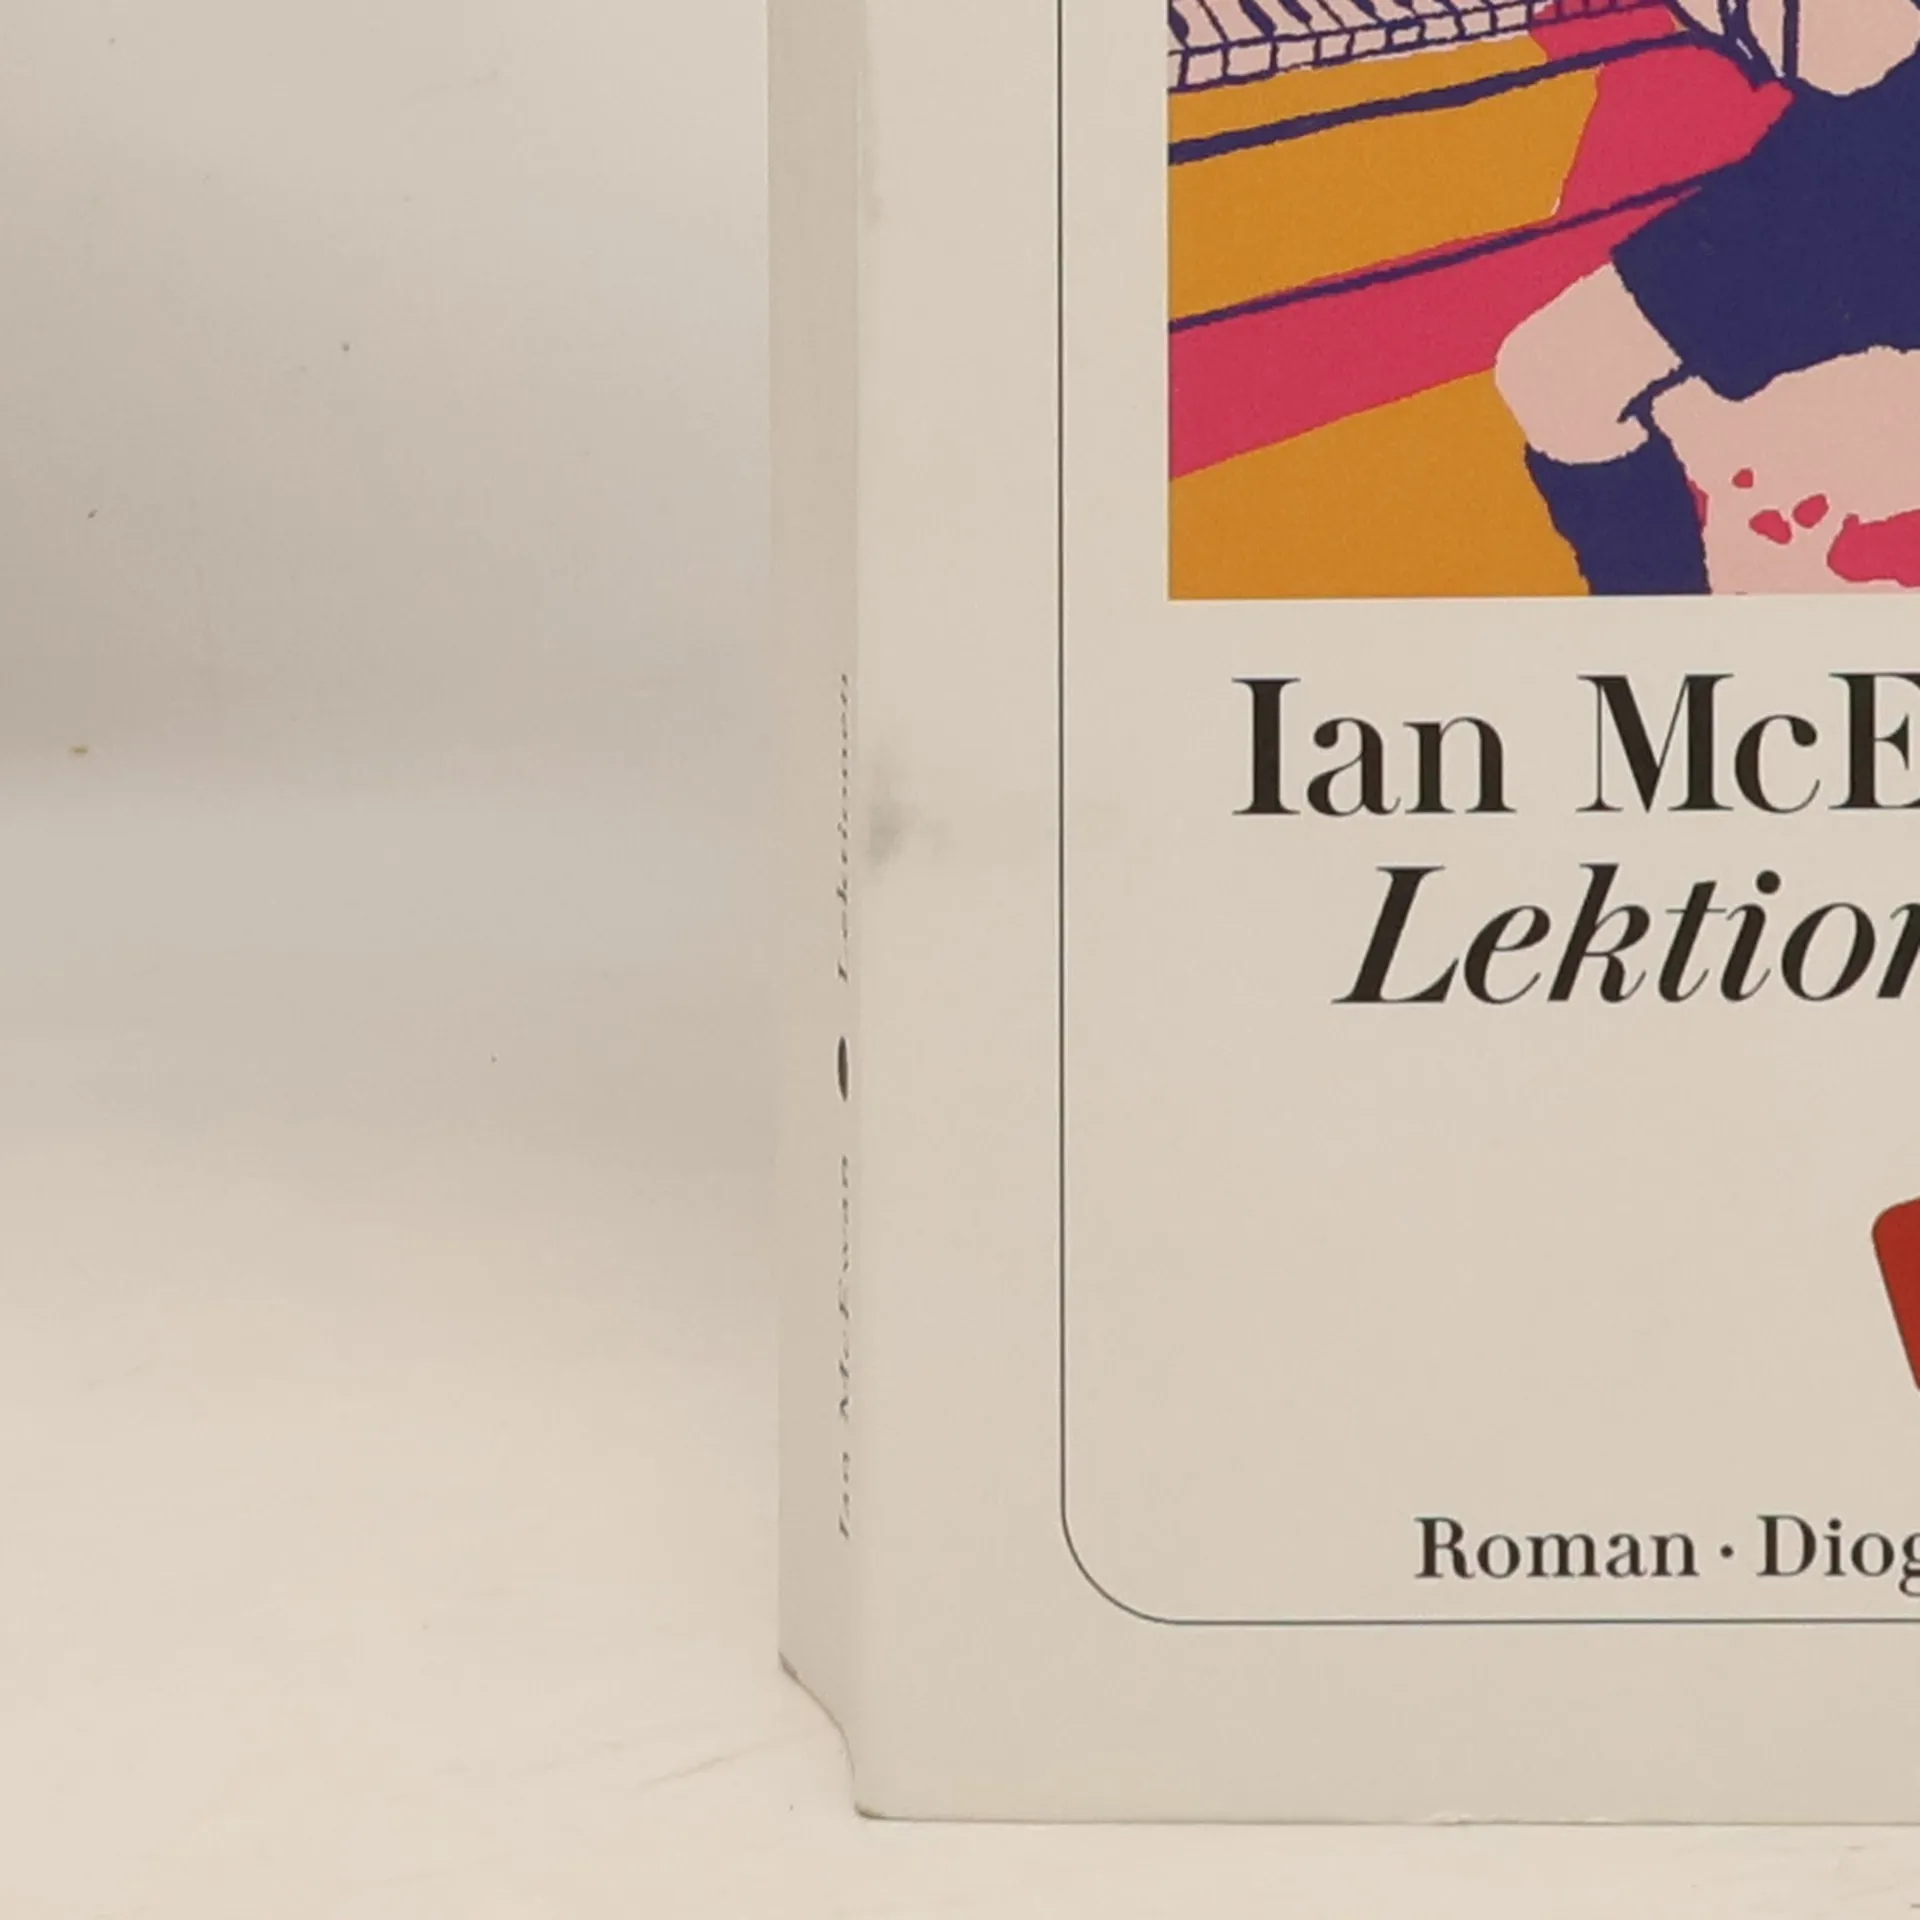 Ian McE
Lektion
Roman · Diog
Ian McEwan ● Lektionen